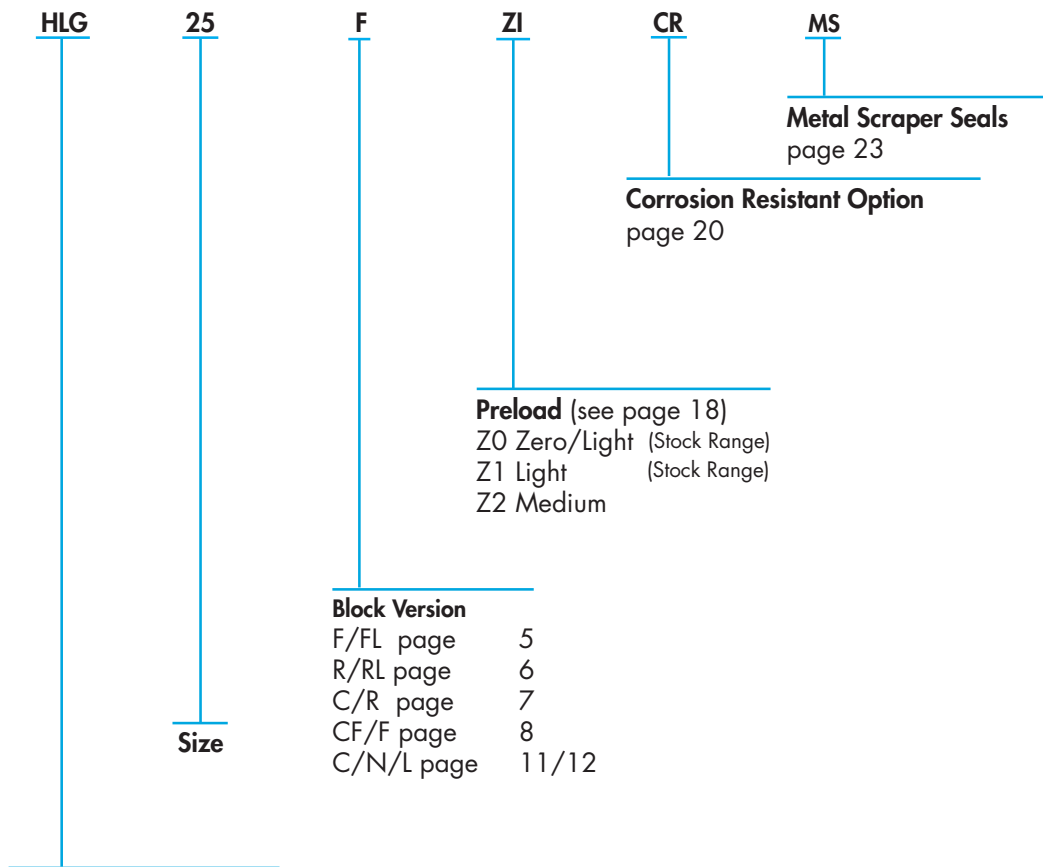 HLG 25 F ZI CR MS
Metal Scraper Seals
page 23
Corrosion Resistant Option
page 20
Preload (see page 18)
Z0 Zero/Light (Stock Range)
Z1 Light (Stock Range)
Z2 Medium
Block Version
F/FL page 5
R/RL page 6
C/R page 7
CF/F page 8
C/N/L page 11/12
Size